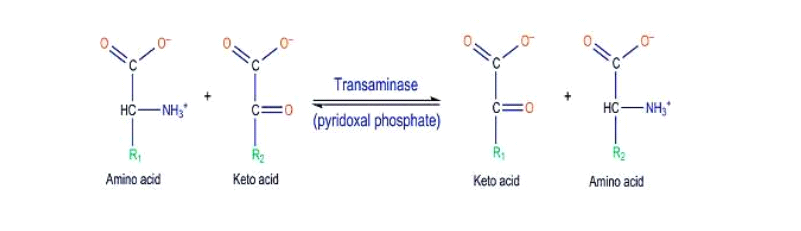 O O⁻ O O⁻ O O⁻ O O⁻
C C C C
Transaminase
+ +
HC NH₃⁺ C O C O HC NH₃⁺
(pyridoxal phosphate)
R₁ R₂ R₁ R₂
Amino acid Keto acid Keto acid Amino acid